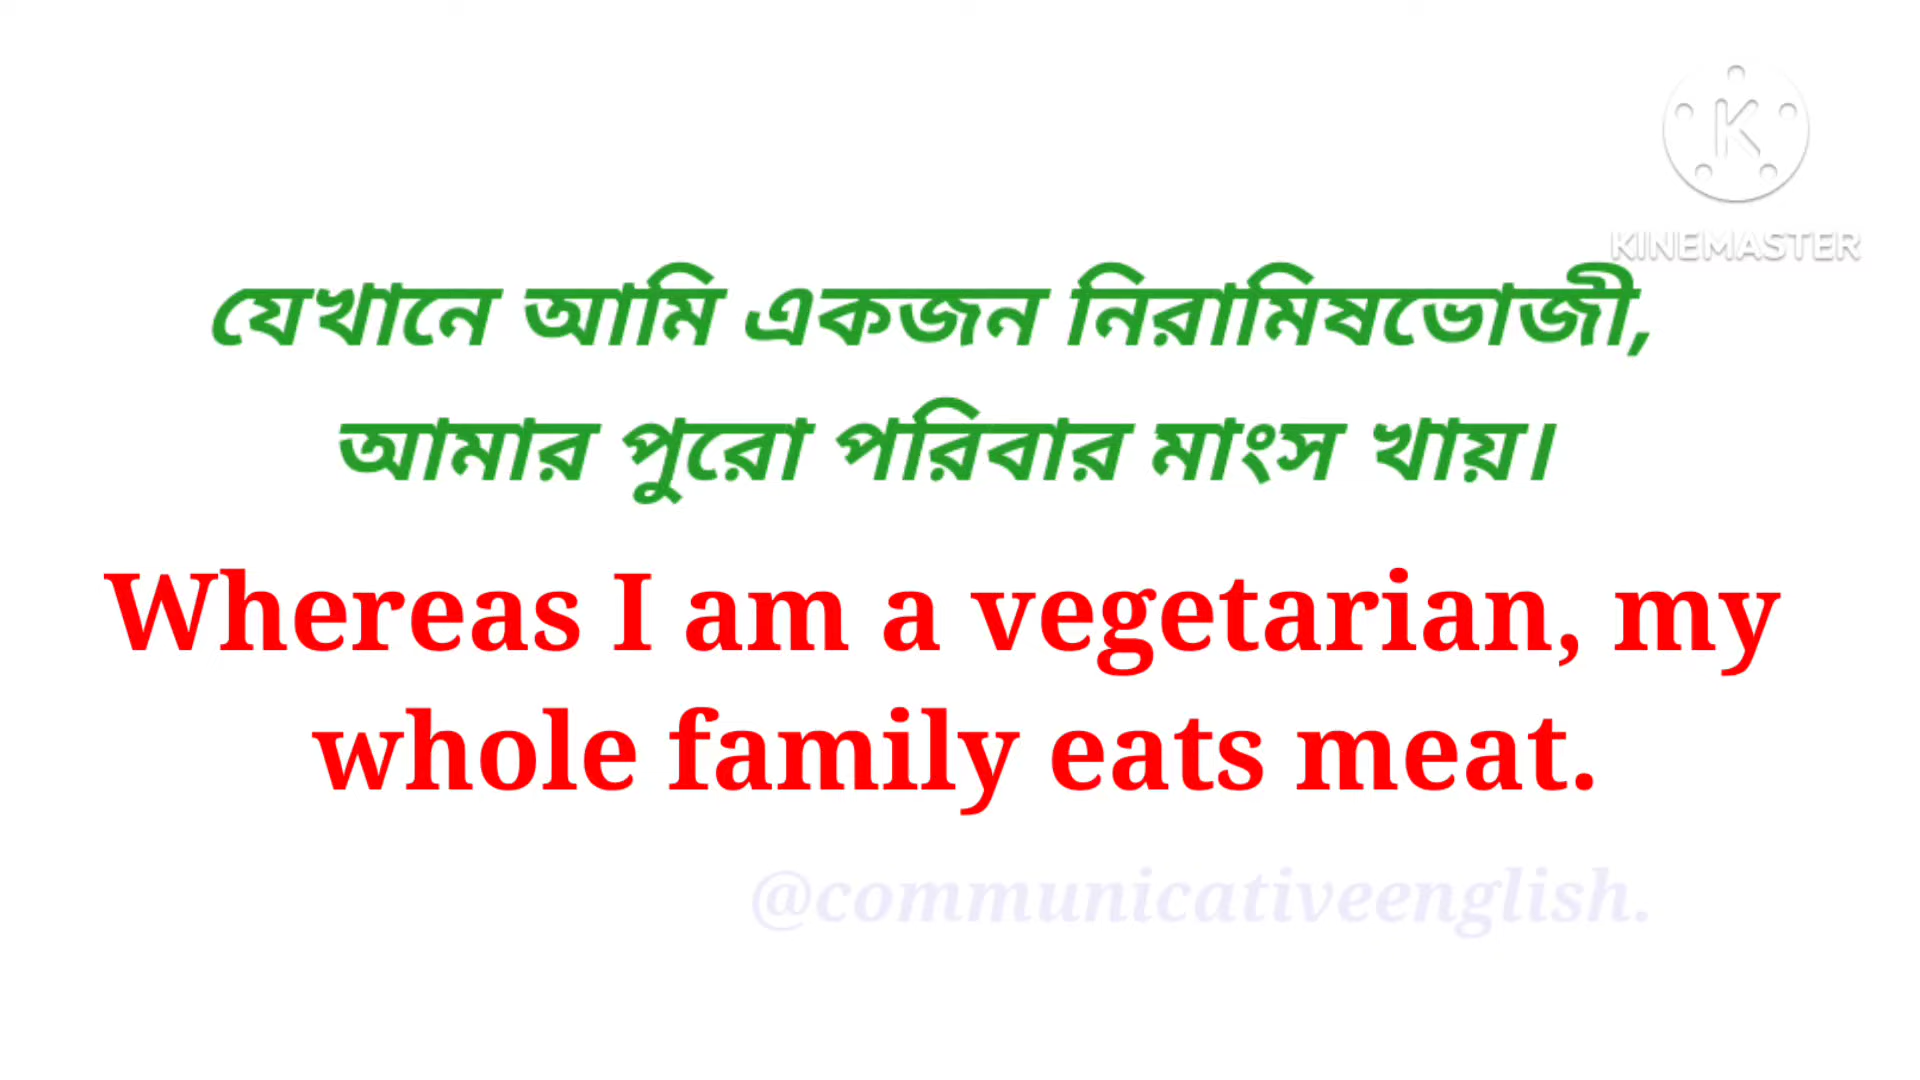 KINEMASTER
যেখানে আমি একজন নিরামিষভোজী,
আমার পুরো পরিবার মাংস খায়।
Whereas I am a vegetarian, my
whole family eats meat.
@communicativeenglish.